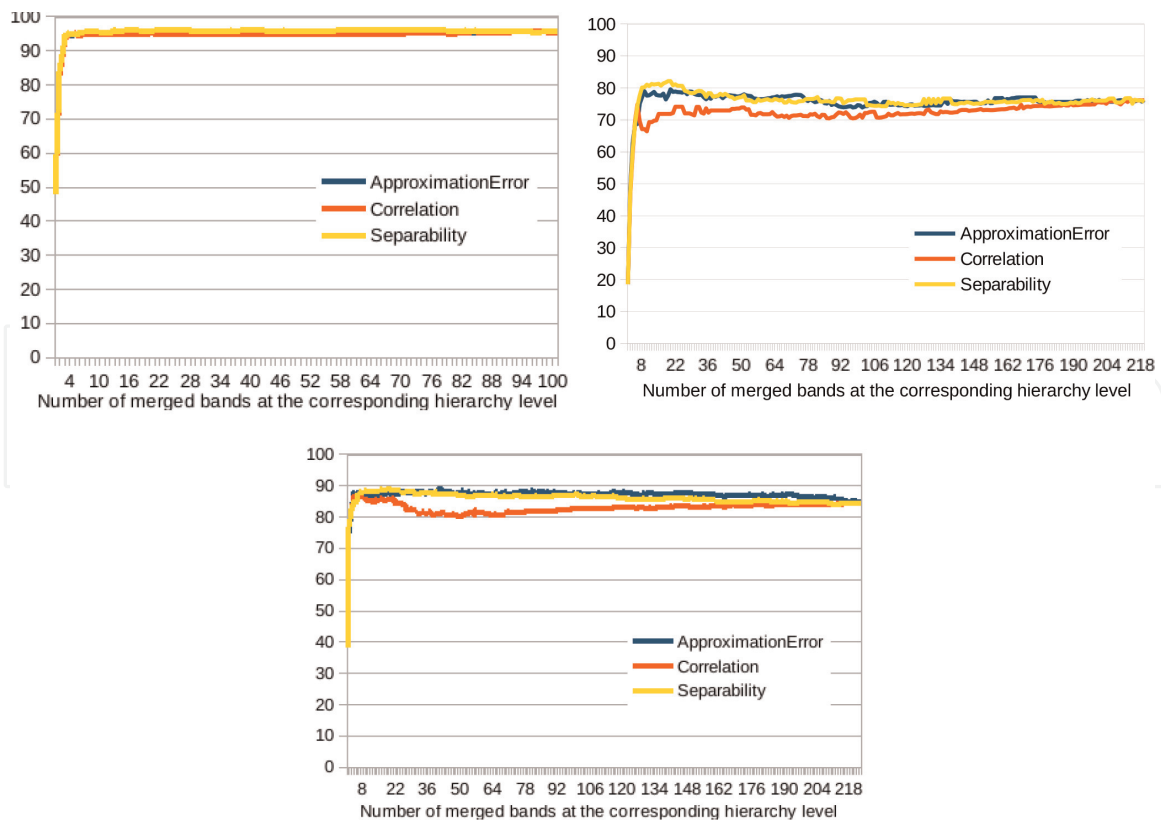 100
90
80
70
60
50
40
30
20
10
0
ApproximationError
Correlation
Separability
4 10 16 22 28 34 40 46 52 58 64 70 76 82 88 94 100
Number of merged bands at the corresponding hierarchy level
100
90
80
70
60
50
40
30
20
10
0
ApproximationError
Correlation
Separability
8 22 36 50 64 78 92 106 120 134 148 162 176 190 204 218
Number of merged bands at the corresponding hierarchy level
100
90
80
70
60
50
40
30
20
10
0
ApproximationError
Correlation
Separability
8 22 36 50 64 78 92 106 120 134 148 162 176 190 204 218
Number of merged bands at the corresponding hierarchy level